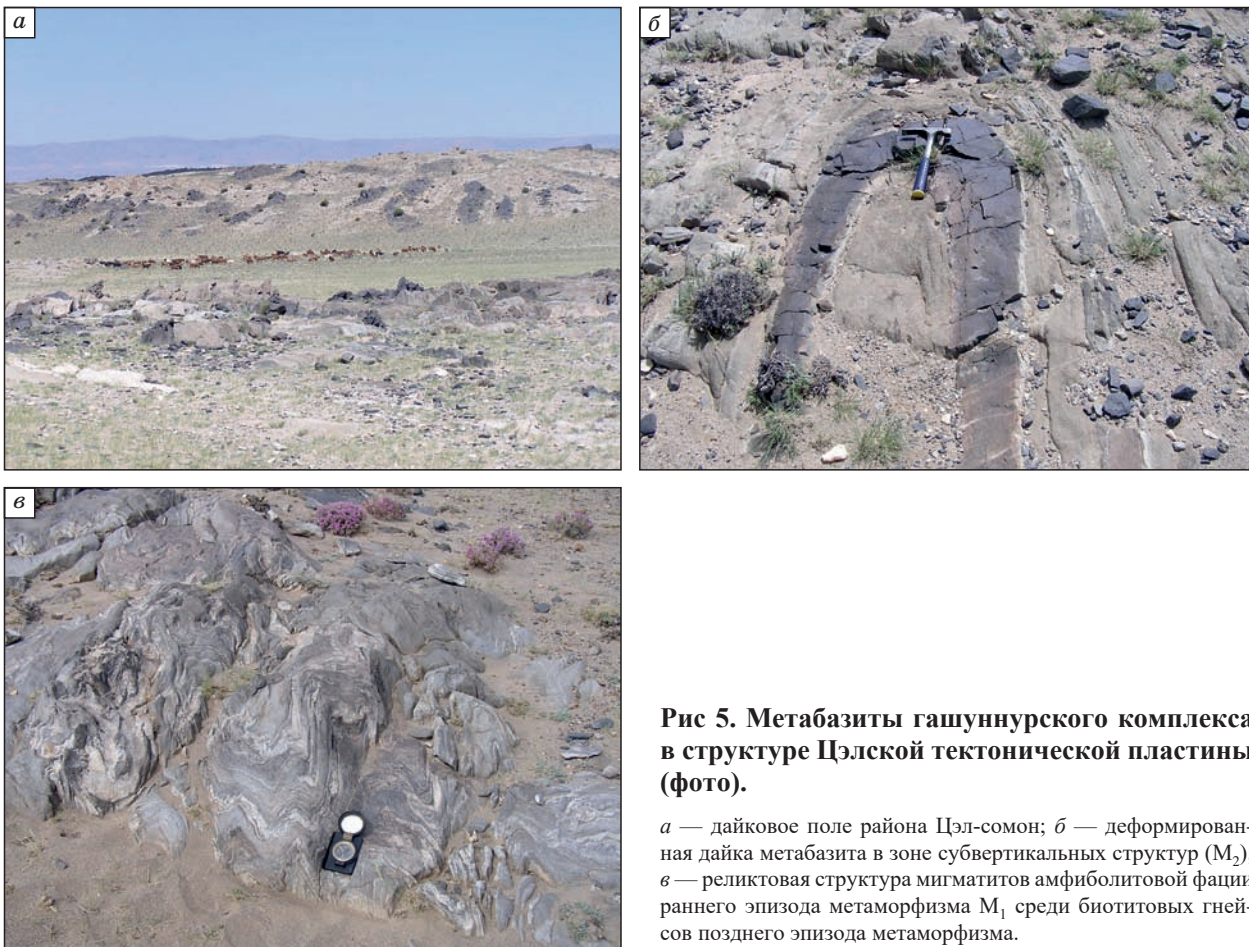 а
б
в
Рис 5. Метабазиты гашуннурского комплекса
в структуре Цэлской тектонической пластины
(фото).
а — дайковое поле района Цэл-сомон; б — деформирован-
ная дайка метабазита в зоне субвертикальных структур (M₂),
в — реликтовая структура мигматитов амфиболитовой фации
раннего эпизода метаморфизма M₁ среди биотитовых гней-
сов позднего эпизода метаморфизма.